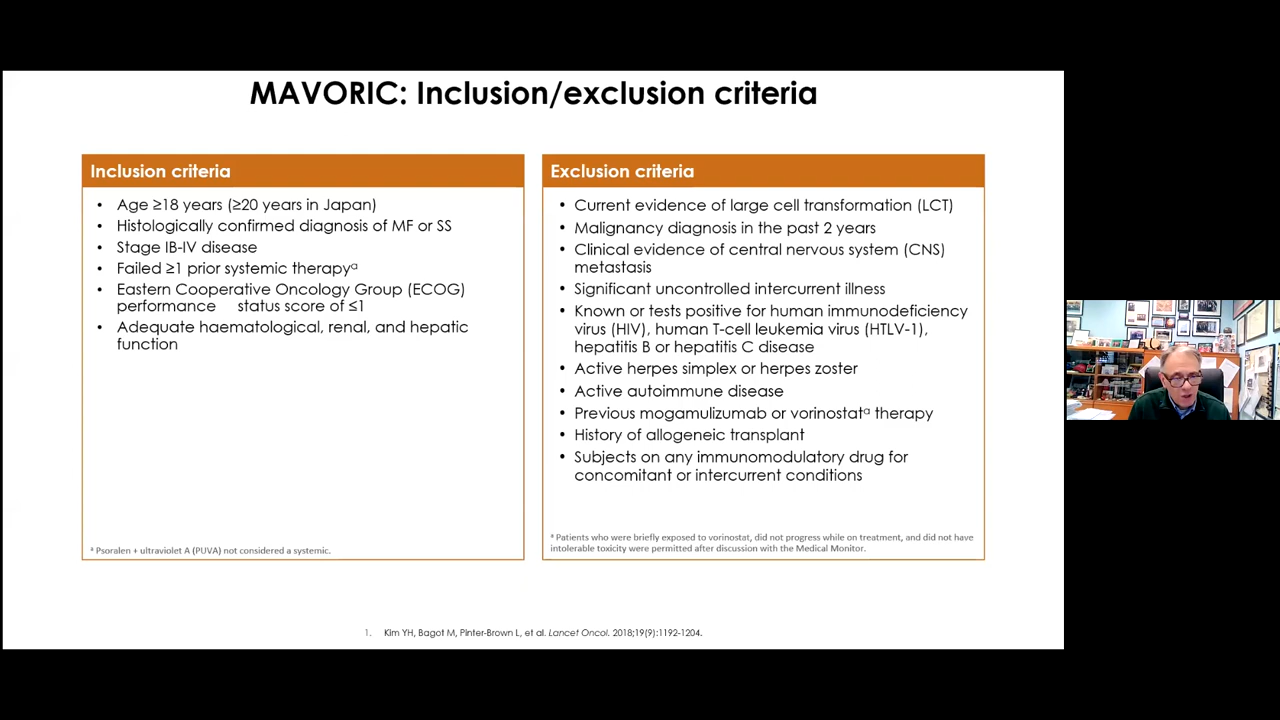 MAVORIC: Inclusion/exclusion criteria
Inclusion criteria
• Age ≥18 years (≥20 years in Japan)
• Histologically confirmed diagnosis of MF or SS
• Stage IB-IV disease
• Failed ≥1 prior systemic therapyᵃ
• Eastern Cooperative Oncology Group (ECOG)
performance status score of ≤1
• Adequate haematological, renal, and hepatic
function
ᵃ Psoralen + ultraviolet A (PUVA) not considered a systemic.
Exclusion criteria
• Current evidence of large cell transformation (LCT)
• Malignancy diagnosis in the past 2 years
• Clinical evidence of central nervous system (CNS)
metastasis
• Significant uncontrolled intercurrent illness
• Known or tests positive for human immunodeficiency
virus (HIV), human T-cell leukemia virus (HTLV-1),
hepatitis B or hepatitis C disease
• Active herpes simplex or herpes zoster
• Active autoimmune disease
• Previous mogamulizumab or vorinostatᵃ therapy
• History of allogeneic transplant
• Subjects on any immunomodulatory drug for
concomitant or intercurrent conditions
ᵃ Patients who were briefly exposed to vorinostat, did not progress while on treatment, and did not have
intolerable toxicity were permitted after discussion with the Medical Monitor.
1. Kim YH, Bagot M, Pinter-Brown L, et al. Lancet Oncol. 2018;19(9):1192-1204.